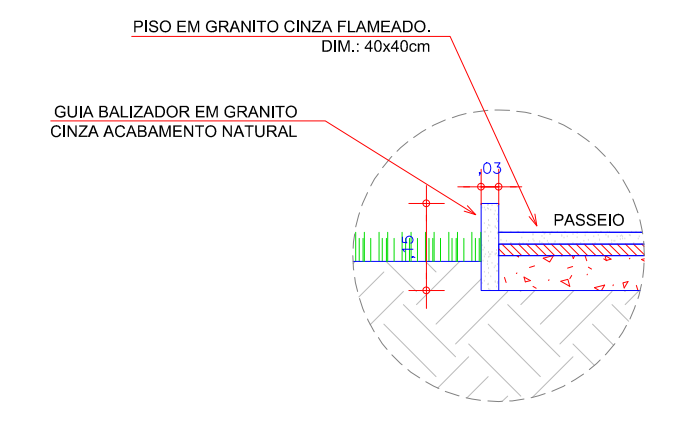 PISO EM GRANITO CINZA FLAMEADO.
DIM.: 40x40cm
GUIA BALIZADOR EM GRANITO
CINZA ACABAMENTO NATURAL
,03
PASSEIO
,15